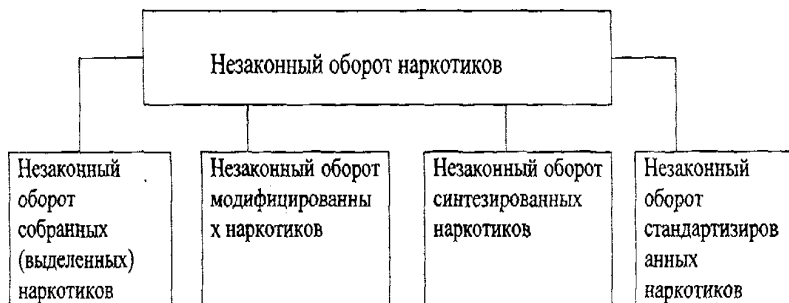 Незаконный оборот наркотиков
Незаконный
оборот
собранных
(выделенных)
наркотиков
Незаконный оборот
модифицированны
х наркотиков
Незаконный оборот
синтезированных
наркотиков
Незаконный
оборот
стандартизиров
анных
наркотиков